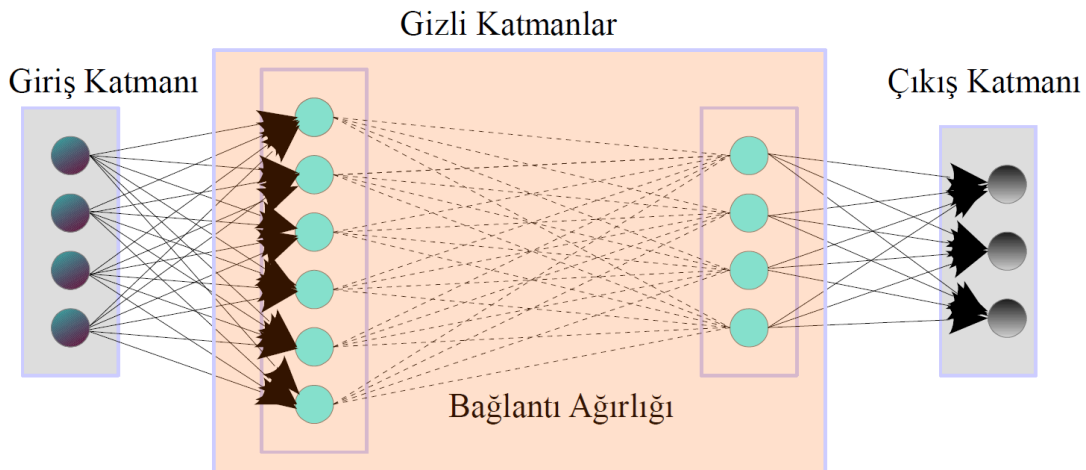 Gizli Katmanlar
Giriş Katmanı
Çıkış Katmanı
Bağlantı Ağırlığı